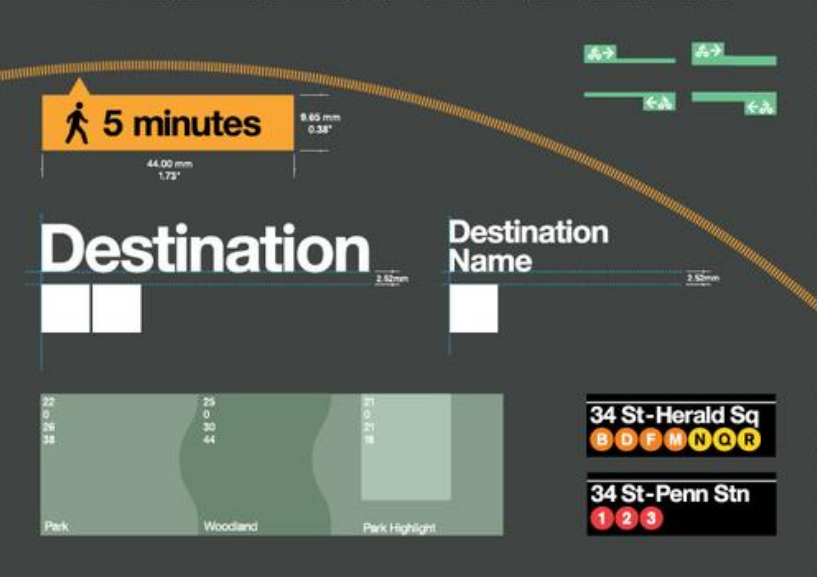 5 minutes
9.65 mm
0.38"
44.00 mm
1.73"
Destination
2.52mm
Destination
Name
2.52mm
22
0
26
38
Park
25
0
30
44
Woodland
21
0
21
18
Park Highlight
34 St-Herald Sq
B D F M N Q R
34 St-Penn Stn
1 2 3